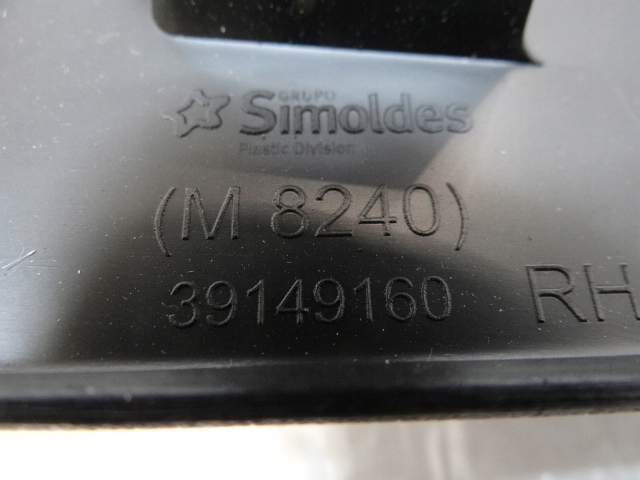 GRUPO
Simoldes
Plastic Division
(M 8240)
39149160 RH